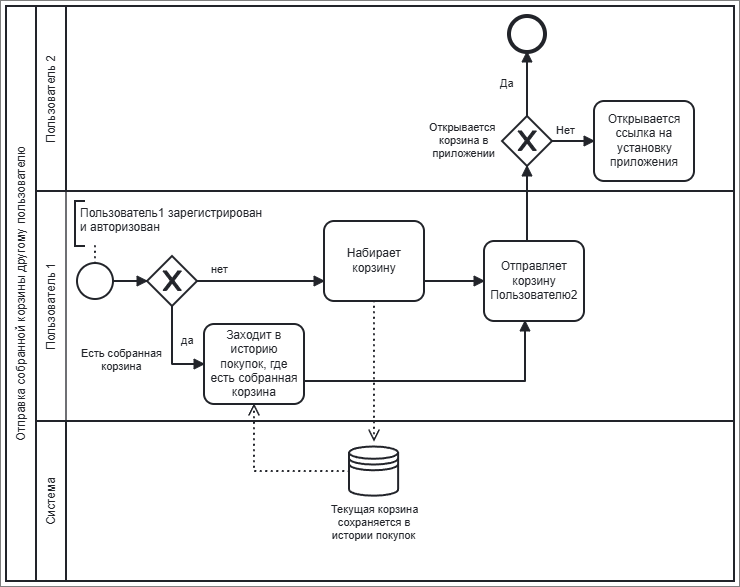 Отправка собранной корзины другому пользователю
Пользователь 2
Да
Открывается
корзина в
приложении
Нет
Открывается
ссылка на
установку
приложения
Пользователь 1
Пользователь1 зарегистрирован
и авторизован
нет
Набирает
корзину
Отправляет
корзину
Пользователю2
Есть собранная
корзина
да
Заходит в
историю
покупок, где
есть собранная
корзина
Система
Текущая корзина
сохраняется в
истории покупок